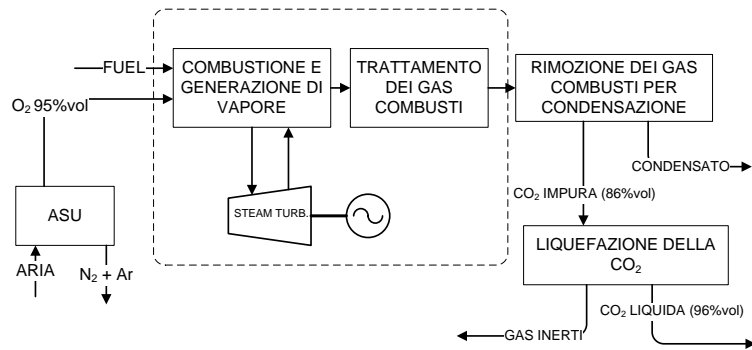 FUEL
O₂ 95%vol
COMBUSTIONE E
GENERAZIONE DI
VAPORE
TRATTAMENTO
DEI GAS
COMBUSTI
RIMOZIONE DEI GAS
COMBUSTI PER
CONDENSAZIONE
CONDENSATO
CO₂ IMPURA (86%vol)
ASU
STEAM TURB.
ARIA
N₂ + Ar
LIQUEFAZIONE DELLA
CO₂
CO₂ LIQUIDA (96%vol)
GAS INERTI